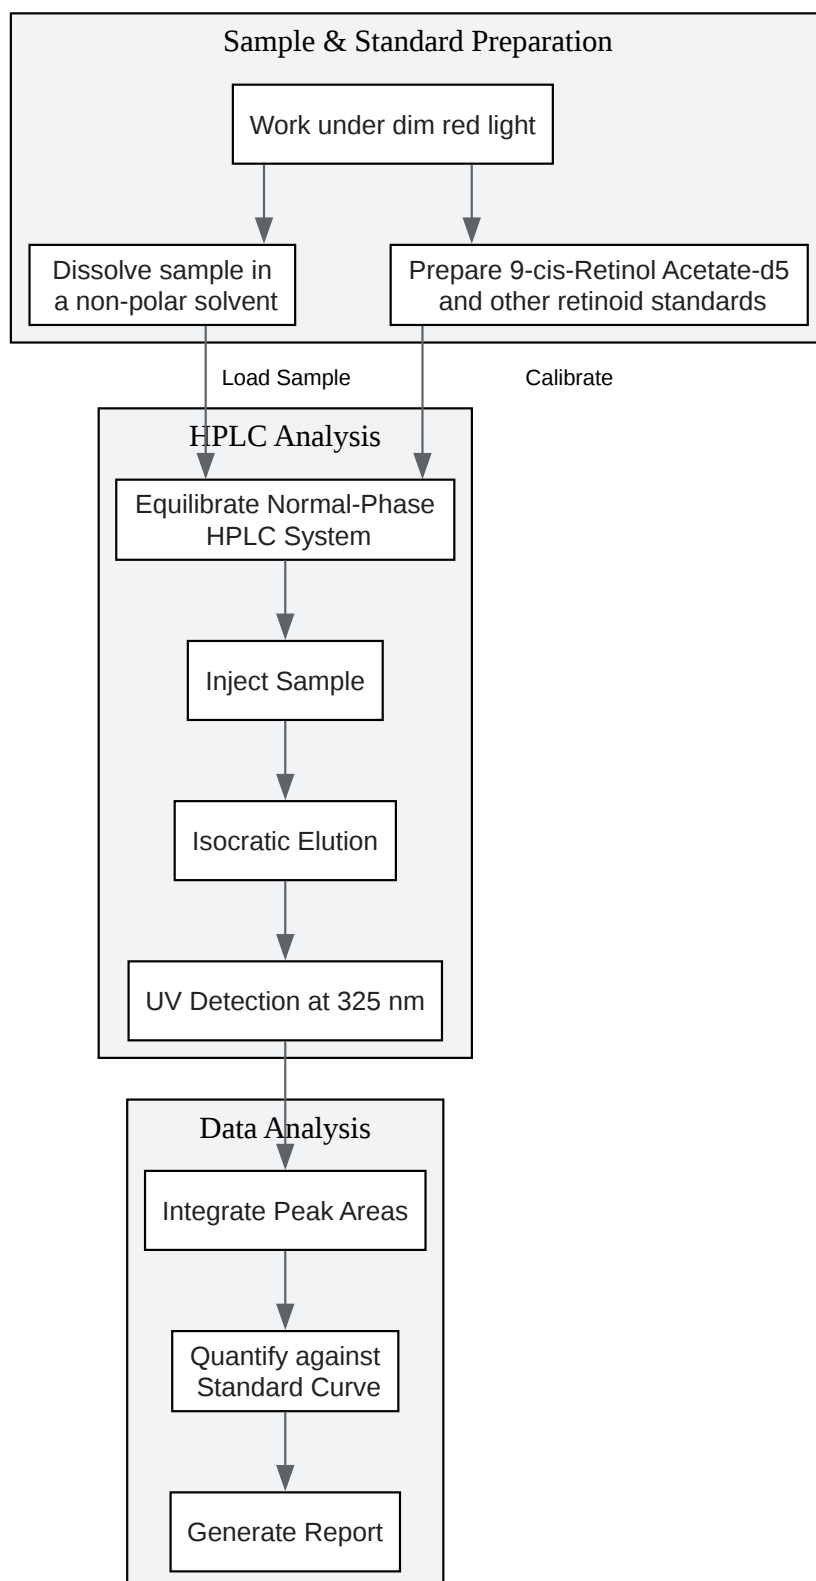 Sample & Standard Preparation
Work under dim red light
Dissolve sample in
a non-polar solvent
Prepare 9-cis-Retinol Acetate-d5
and other retinoid standards
Load Sample
Calibrate
HPLC Analysis
Equilibrate Normal-Phase
HPLC System
Inject Sample
Isocratic Elution
UV Detection at 325 nm
Data Analysis
Integrate Peak Areas
Quantify against
Standard Curve
Generate Report